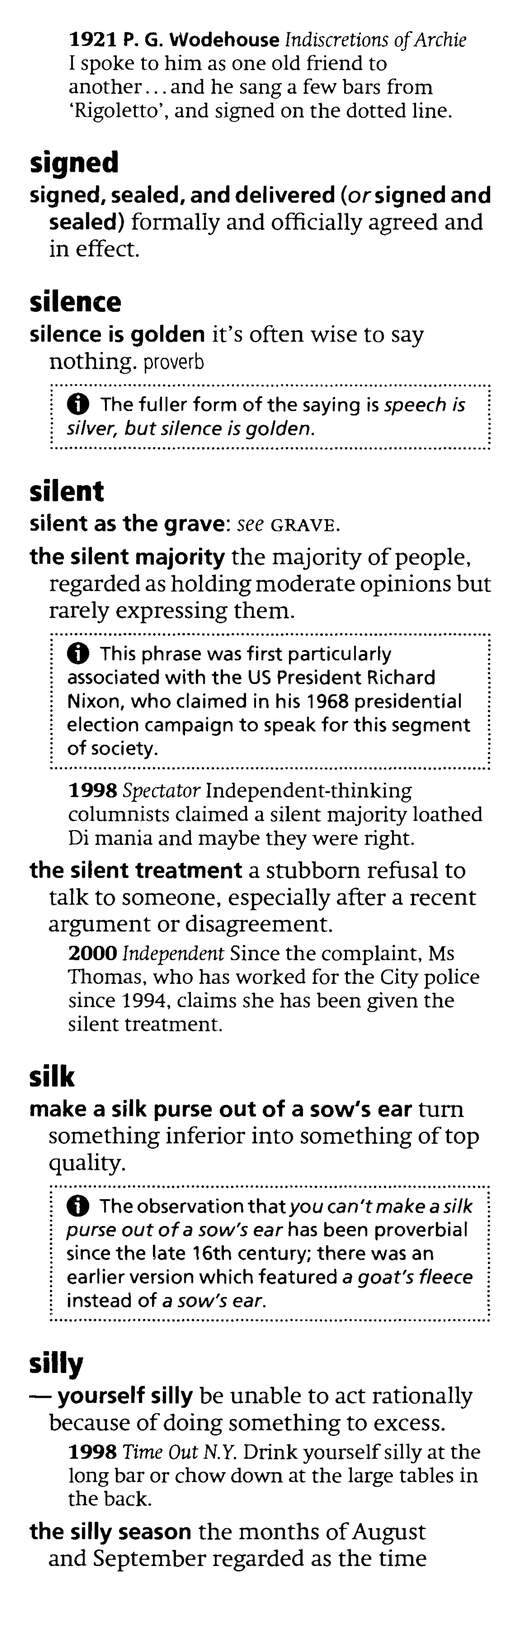 1921 P. G. Wodehouse Indiscretions of Archie
I spoke to him as one old friend to
another...and he sang a few bars from
‘Rigoletto’, and signed on the dotted line.
signed
signed, sealed, and delivered (or signed and
sealed) formally and officially agreed and
in effect.
silence
silence is golden it’s often wise to say
nothing. proverb
The fuller form of the saying is speech is
silver, but silence is golden.
silent
silent as the grave: see GRAVE.
the silent majority the majority of people,
regarded as holding moderate opinions but
rarely expressing them.
This phrase was first particularly
associated with the US President Richard
Nixon, who claimed in his 1968 presidential
election campaign to speak for this segment
of society.
1998 Spectator Independent-thinking
columnists claimed a silent majority loathed
Di mania and maybe they were right.
the silent treatment a stubborn refusal to
talk to someone, especially after a recent
argument or disagreement.
2000 Independent Since the complaint, Ms
Thomas, who has worked for the City police
since 1994, claims she has been given the
silent treatment.
silk
make a silk purse out of a sow’s ear turn
something inferior into something of top
quality.
The observation that you can’t make a silk
purse out of a sow’s ear has been proverbial
since the late 16th century; there was an
earlier version which featured a goat’s fleece
instead of a sow’s ear.
silly
— yourself silly be unable to act rationally
because of doing something to excess.
1998 Time Out N.Y. Drink yourself silly at the
long bar or chow down at the large tables in
the back.
the silly season the months of August
and September regarded as the time